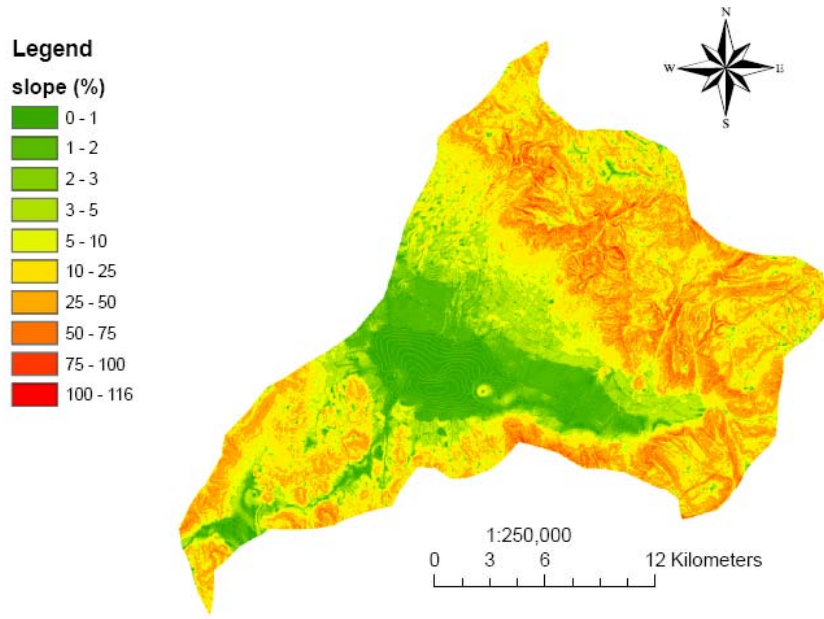 Legend
slope (%)
0 - 1
1 - 2
2 - 3
3 - 5
5 - 10
10 - 25
25 - 50
50 - 75
75 - 100
100 - 116
N
W E
S
1:250,000
0 3 6 12 Kilometers